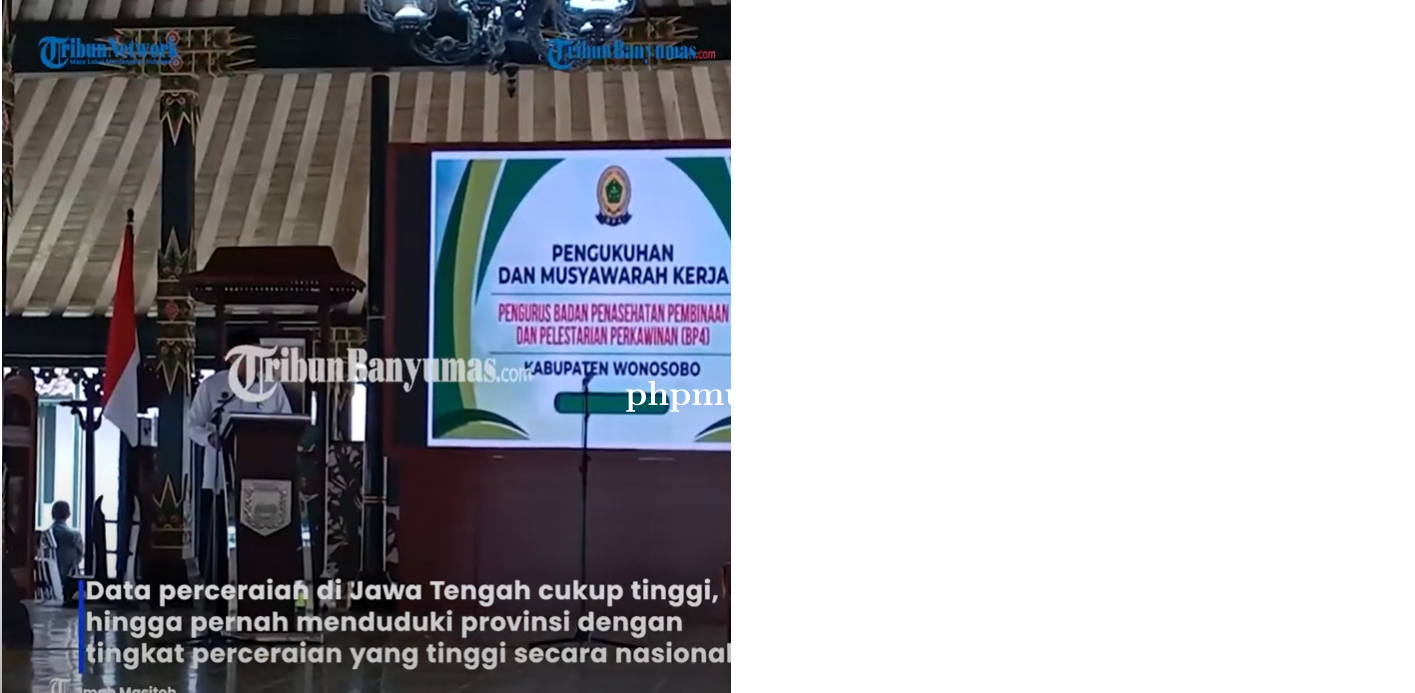 TribunNetwork
TribunBanyumas.com
PENGUKUHAN
DAN MUSYAWARAH KERJA
PENGURUS BADAN PENASEHATAN PEMBINAAN
DAN PELESTARIAN PERKAWINAN (BP4)
KABUPATEN WONOSOBO
TribunBanyumas.com
phpmu
Data perceraian di Jawa Tengah cukup tinggi,
hingga pernah menduduki provinsi dengan
tingkat perceraian yang tinggi secara nasional
Masitoh